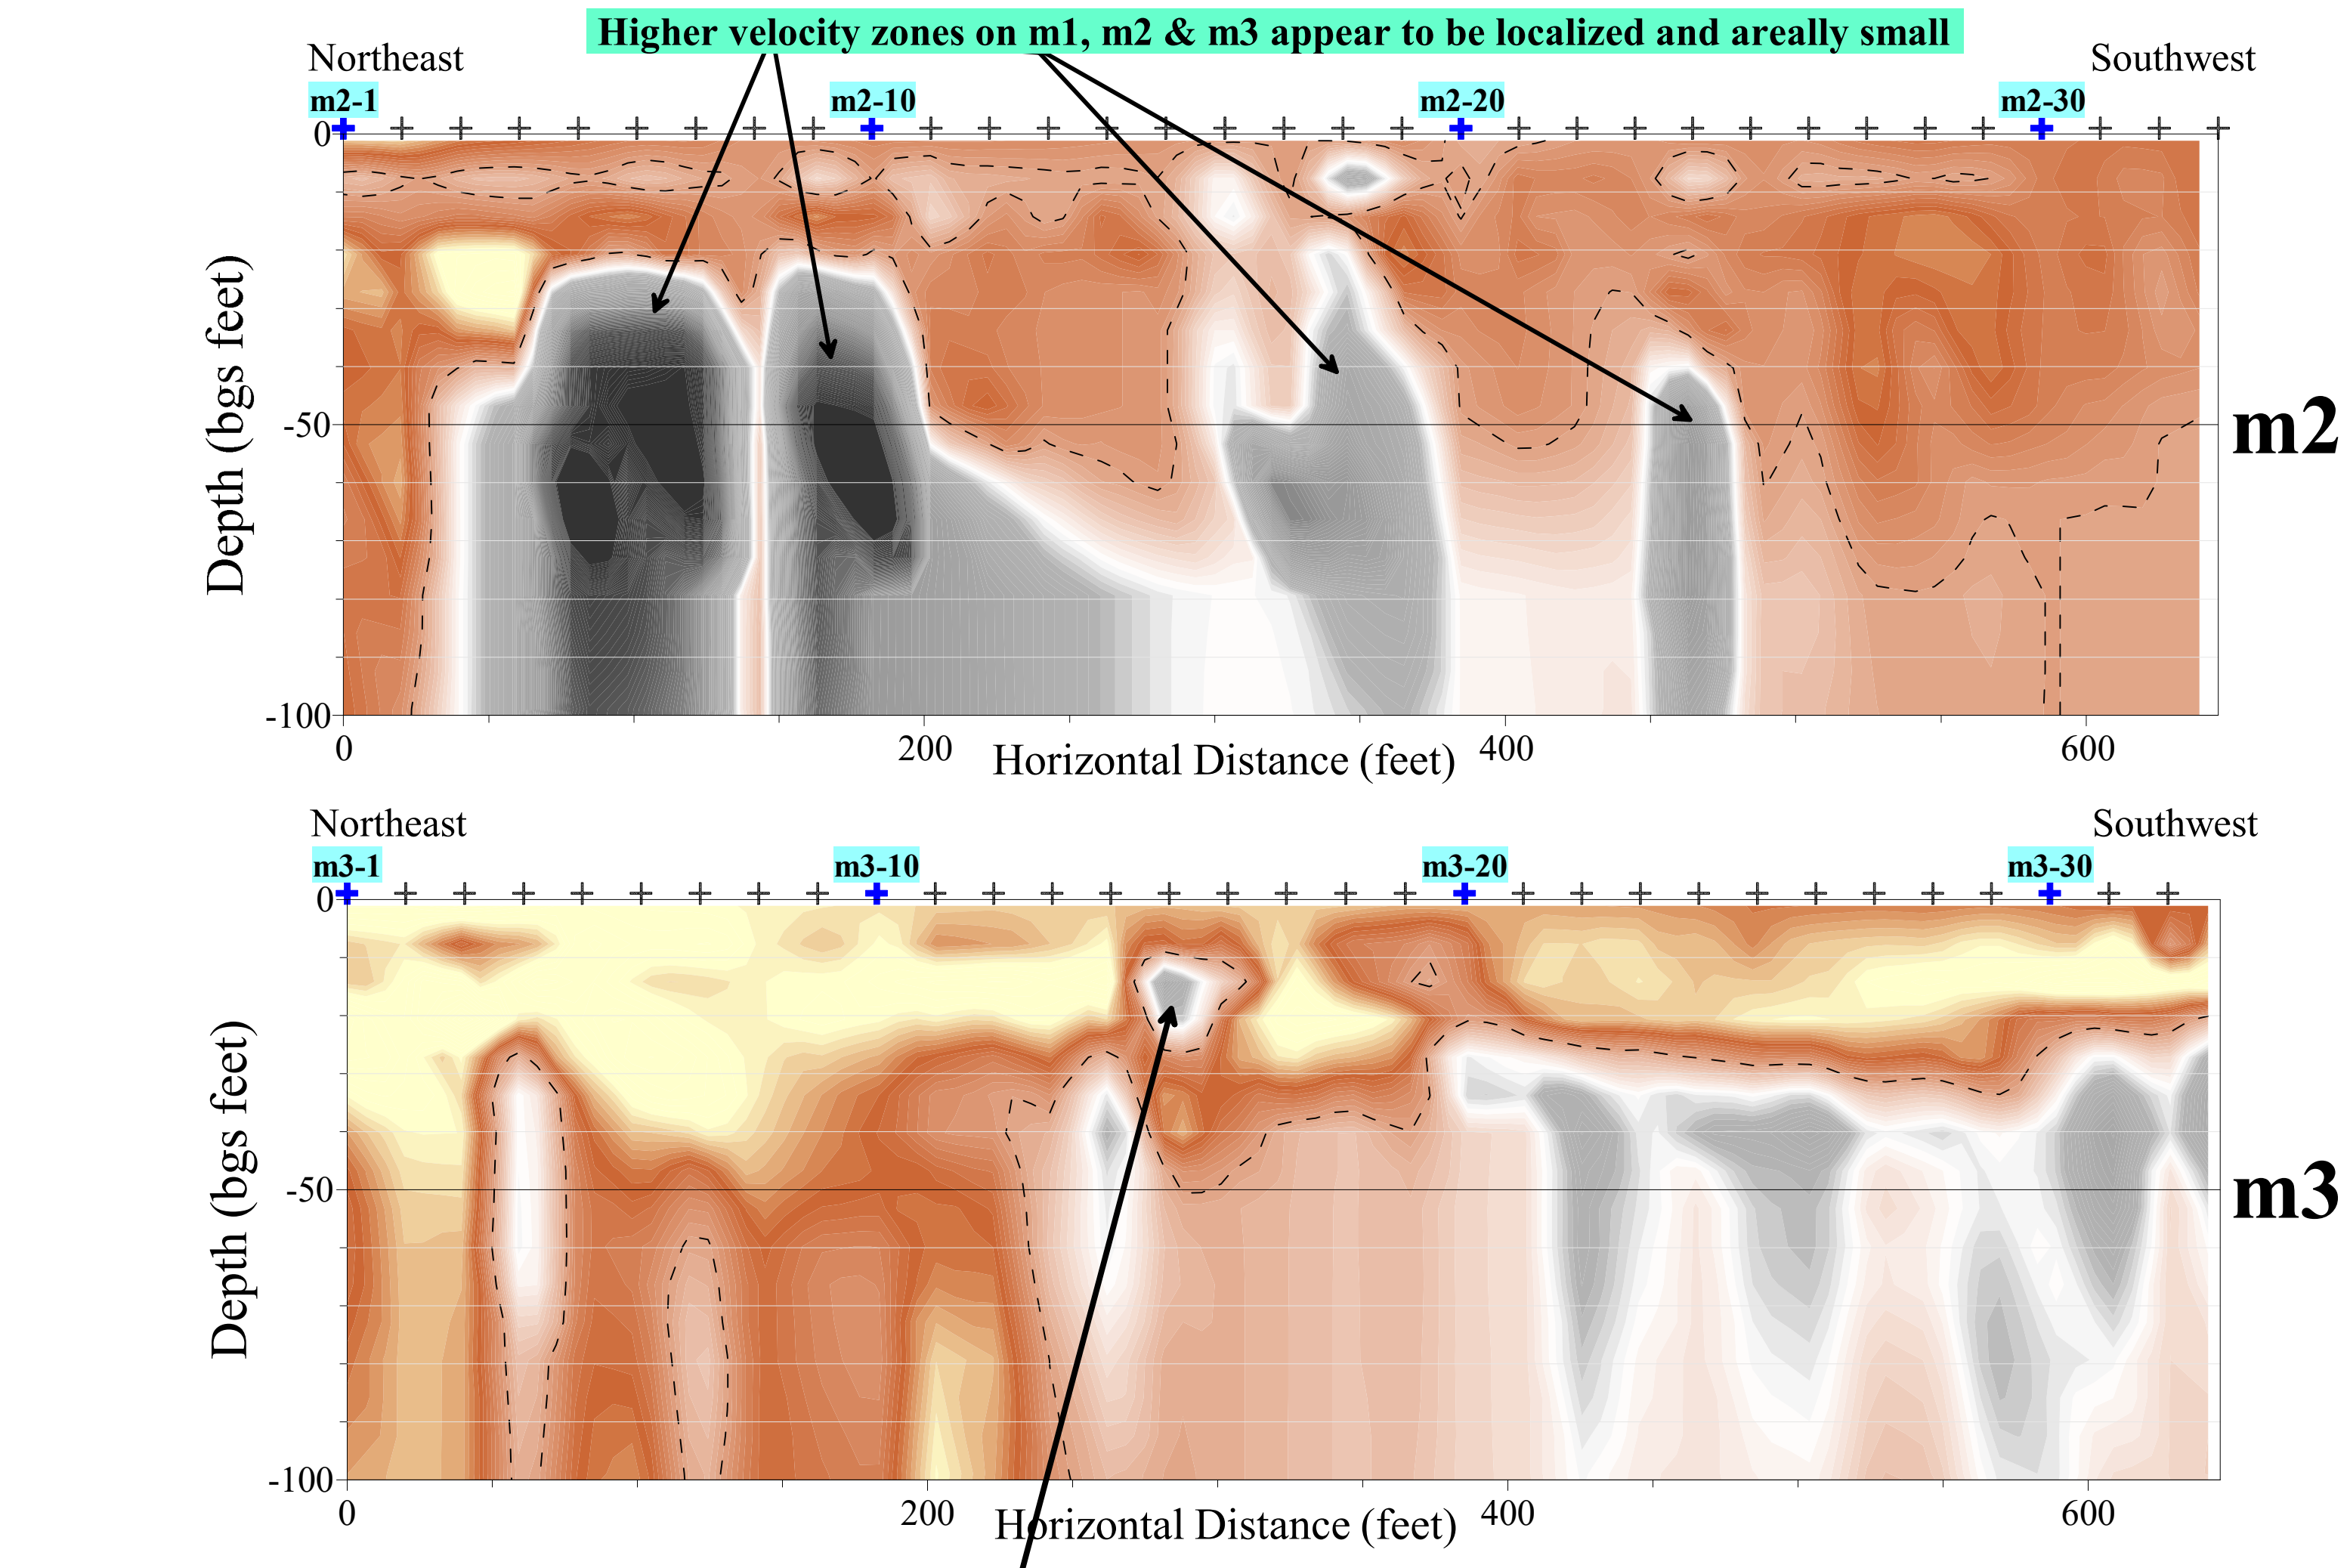 Higher velocity zones on m1, m2 & m3 appear to be localized and areally small
Northeast
Southwest
m2-1
m2-10
m2-20
m2-30
0
-50
-100
Depth (bgs feet)
m2
0
200
400
600
Horizontal Distance (feet)
Northeast
Southwest
m3-1
m3-10
m3-20
m3-30
0
-50
-100
Depth (bgs feet)
m3
0
200
400
600
Horizontal Distance (feet)